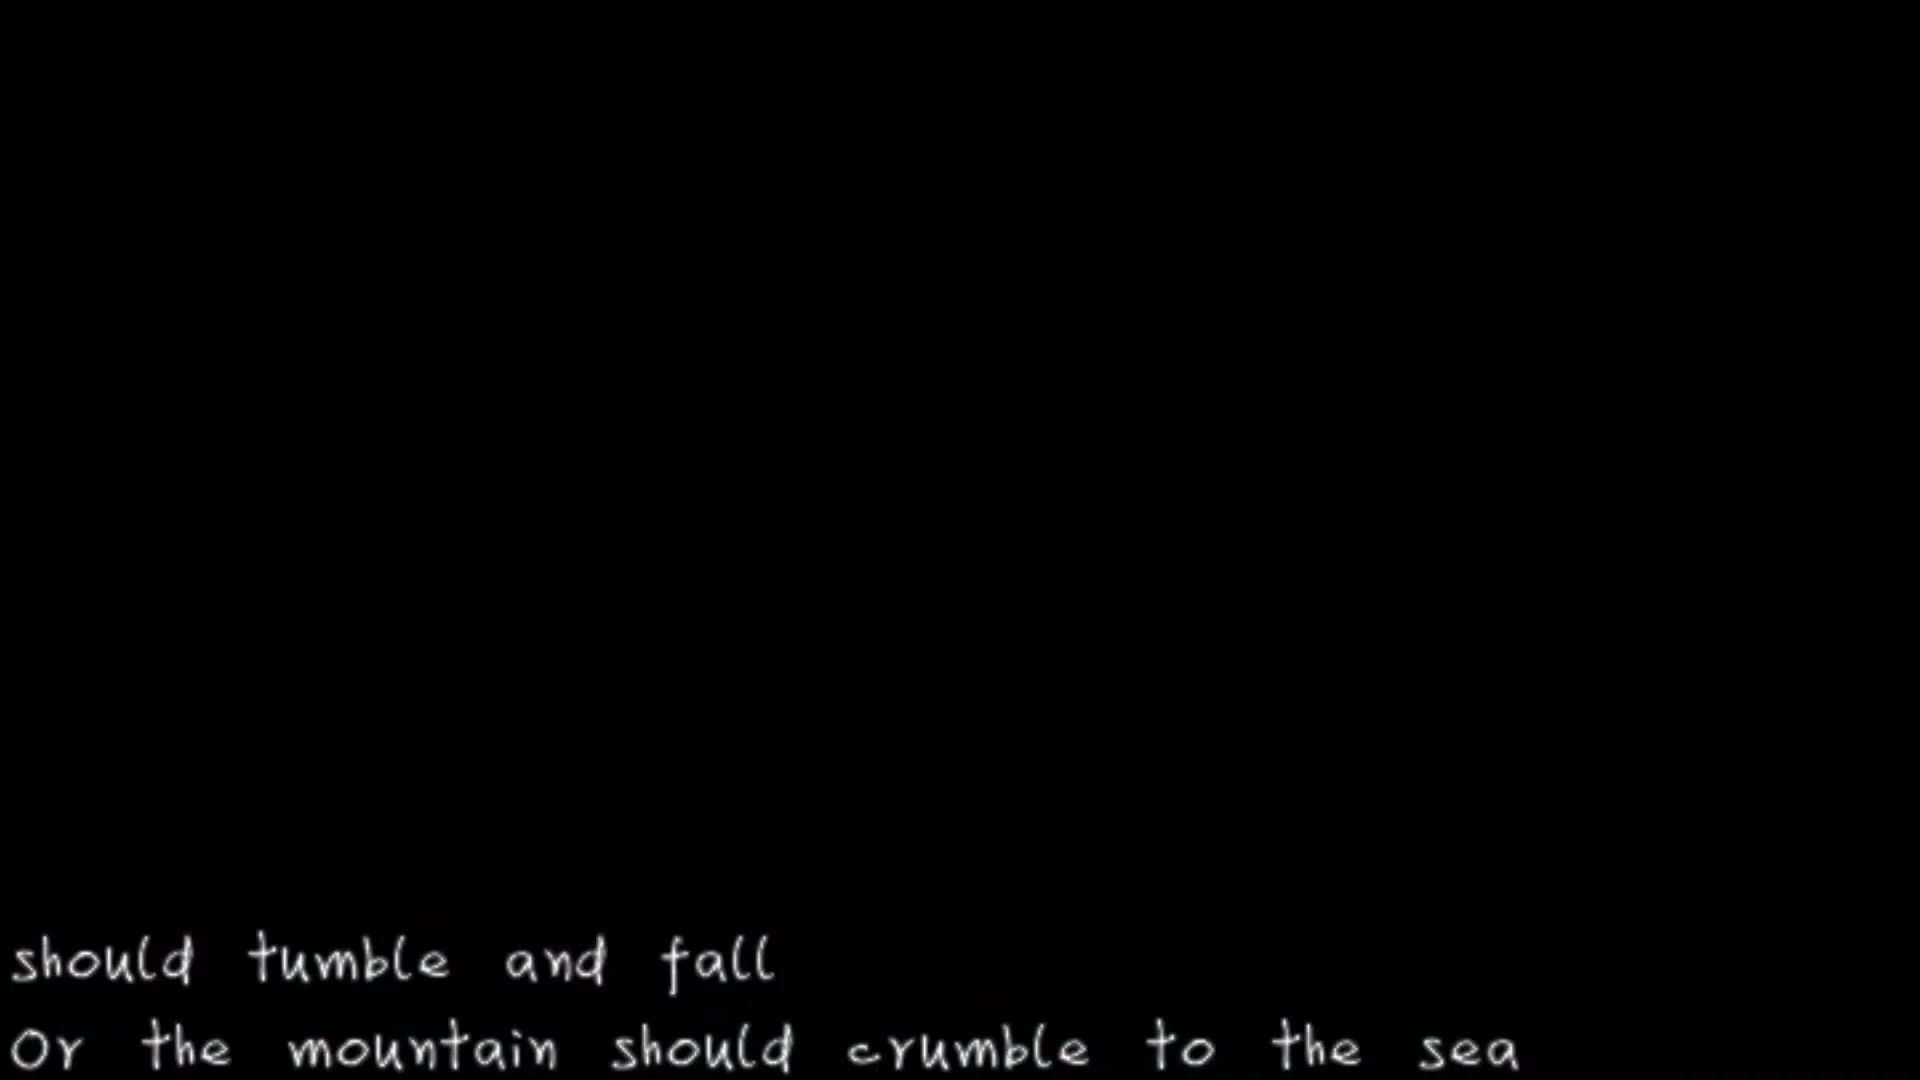 should tumble and fall
Or the mountain should crumble to the sea